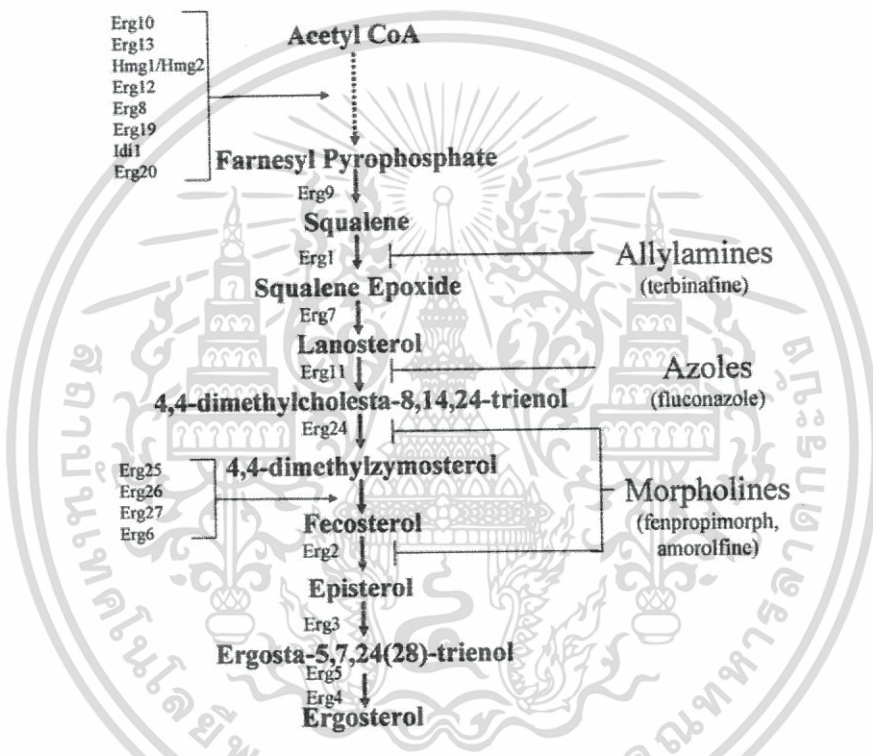 Erg10
Erg13
Hmg1/Hmg2
Erg12
Erg8
Erg19
Idi1
Erg20
Acetyl CoA
Farnesyl Pyrophosphate
Erg9
Squalene
Erg1
Allylamines
(terbinafine)
Squalene Epoxide
Erg7
Lanosterol
Erg11
Azoles
(fluconazole)
4,4-dimethylcholesta-8,14,24-trienol
Erg24
4,4-dimethylzymosterol
Erg25
Erg26
Erg27
Erg6
Morpholines
(fenpropimorph,
amorolfine)
Fecosterol
Erg2
Episterol
Erg3
Ergosta-5,7,24(28)-trienol
Erg5
Erg4
Ergosterol